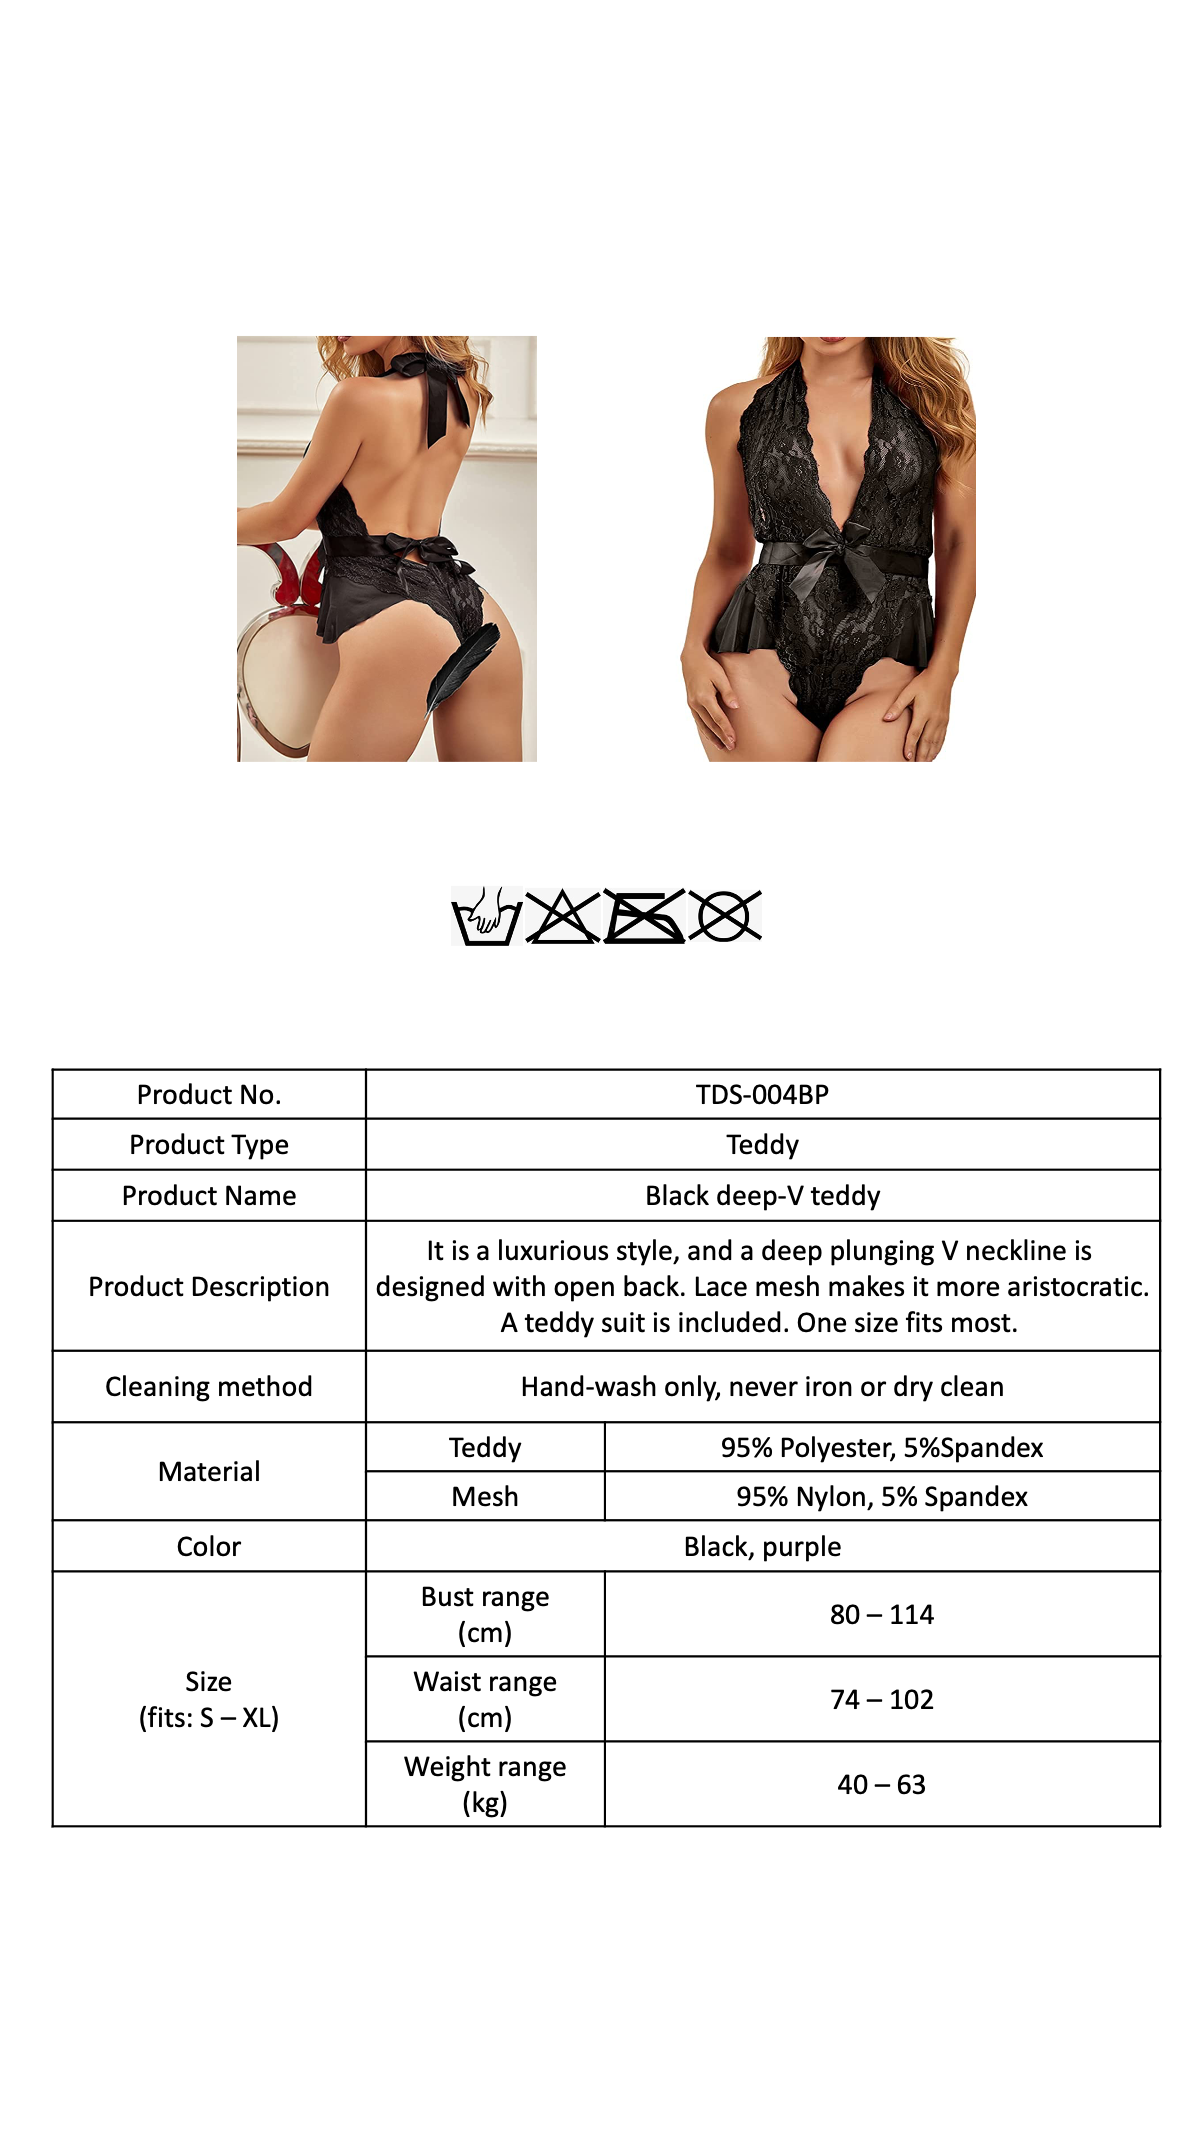 Product No.
TDS-004BP
Product Type
Teddy
Product Name
Black deep-V teddy
Product Description
It is a luxurious style, and a deep plunging V neckline is
designed with open back. Lace mesh makes it more aristocratic.
A teddy suit is included. One size fits most.
Cleaning method
Hand-wash only, never iron or dry clean
Material
Teddy
95% Polyester, 5%Spandex
Mesh
95% Nylon, 5% Spandex
Color
Black, purple
Size
(fits: S – XL)
Bust range
(cm)
80 – 114
Waist range
(cm)
74 – 102
Weight range
(kg)
40 – 63